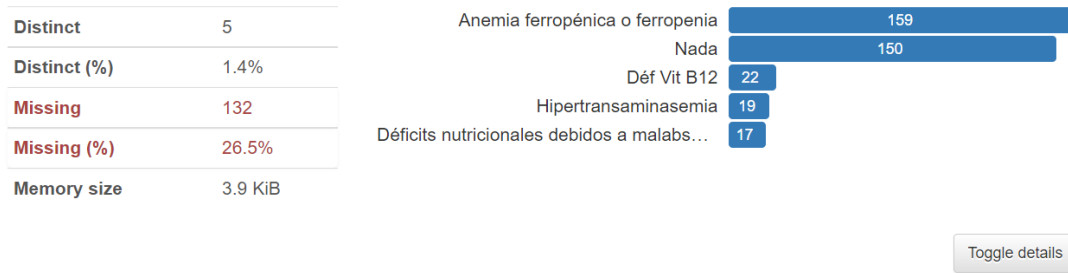 Distinct 5
Distinct (%) 1.4%
Missing 132
Missing (%) 26.5%
Memory size 3.9 KiB
Anemia ferropénica o ferropenia 159
Nada 150
Déf Vit B12 22
Hipertransaminasemia 19
Déficits nutricionales debidos a malabs… 17
Toggle details